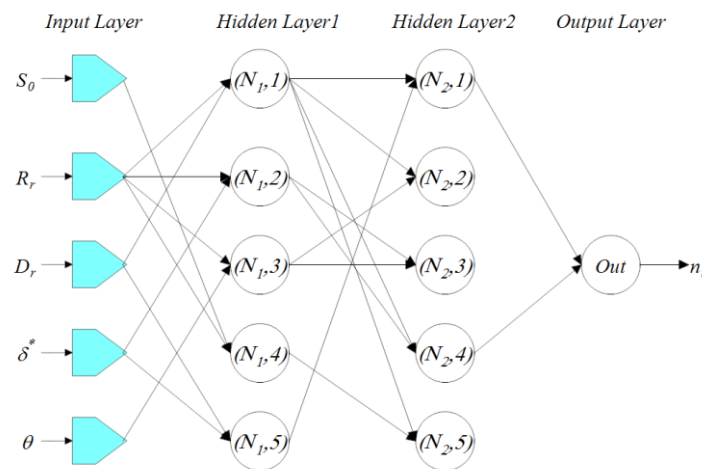 Input Layer Hidden Layer1 Hidden Layer2 Output Layer
S₀ (N₁,1) (N₂,1)
Rᵣ (N₁,2) (N₂,2)
Dᵣ (N₁,3) (N₂,3) Out
δ* (N₁,4) (N₂,4)
θ (N₁,5) (N₂,5)